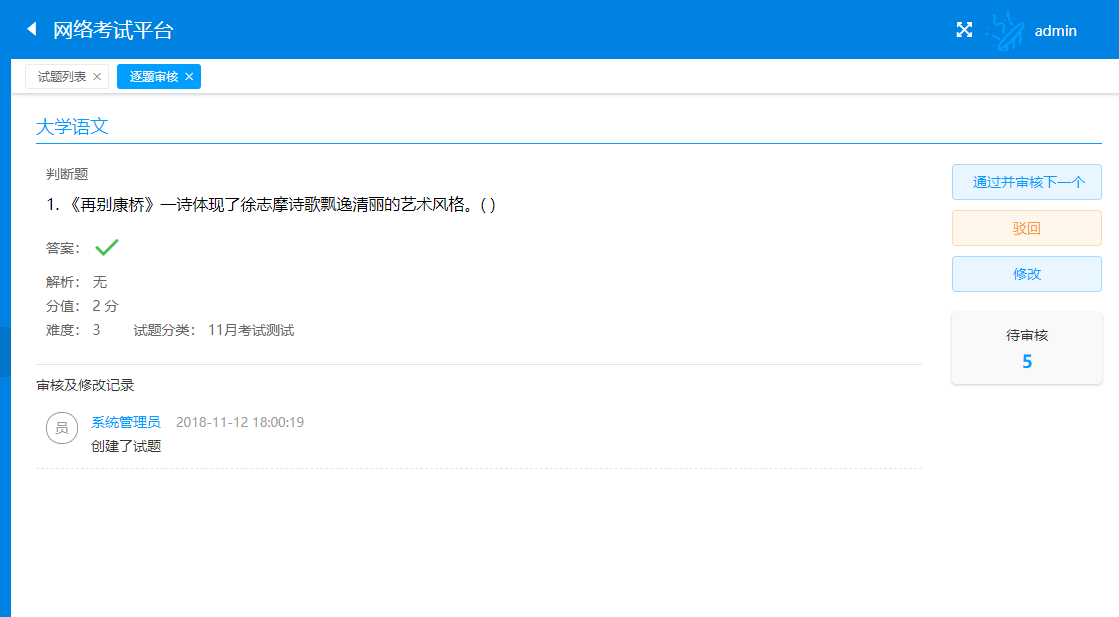 网络考试平台
admin
试题列表
逐题审核
大学语文
判断题
1. 《再别康桥》一诗体现了徐志摩诗歌飘逸清丽的艺术风格。( )
答案：
解析： 无
分值： 2 分
难度： 3 试题分类： 11月考试测试
通过并审核下一个
驳回
修改
待审核
5
审核及修改记录
员
系统管理员 2018-11-12 18:00:19
创建了试题